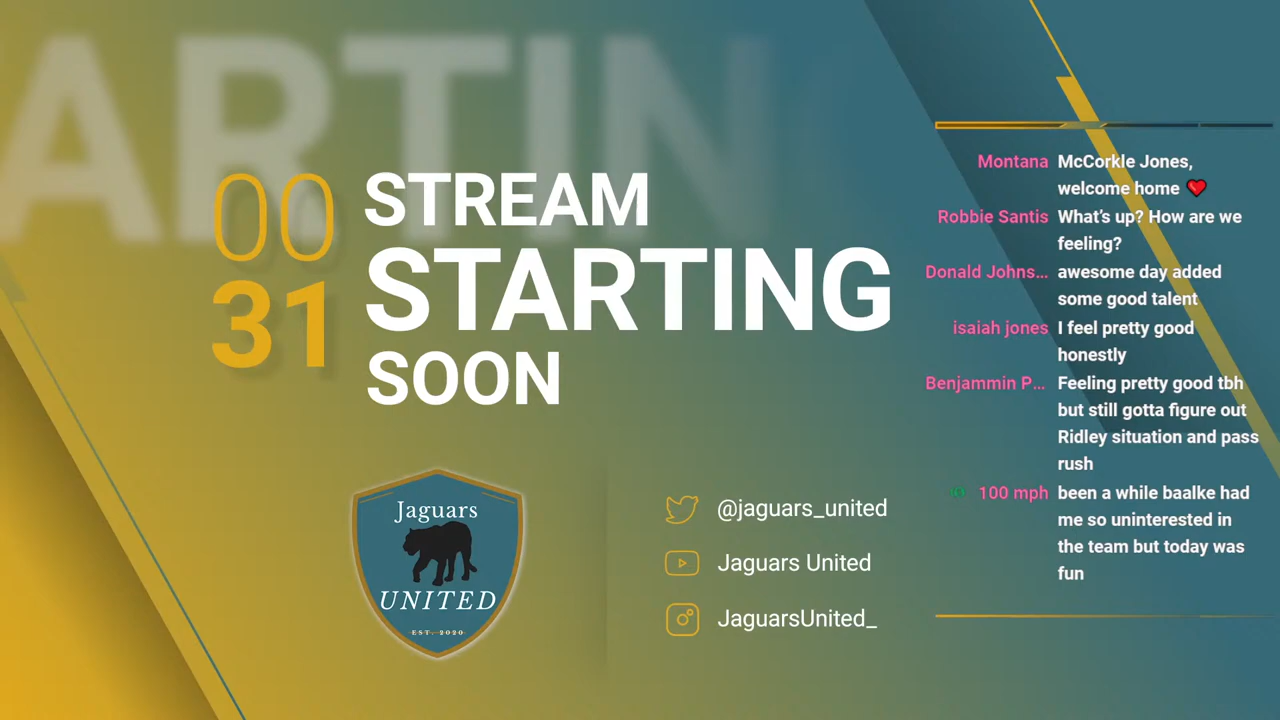 ARTIN
00
31
STREAM
STARTING
SOON
Jaguars
UNITED
EST. 2020
@jaguars_united
Jaguars United
JaguarsUnited_
Montana McCorkle Jones,
welcome home ❤️
Robbie Santis What's up? How are we
feeling?
Donald Johns... awesome day added
some good talent
isaiah jones I feel pretty good
honestly
Benjammin P... Feeling pretty good tbh
but still gotta figure out
Ridley situation and pass
rush
100 mph been a while baalke had
me so uninterested in
the team but today was
fun